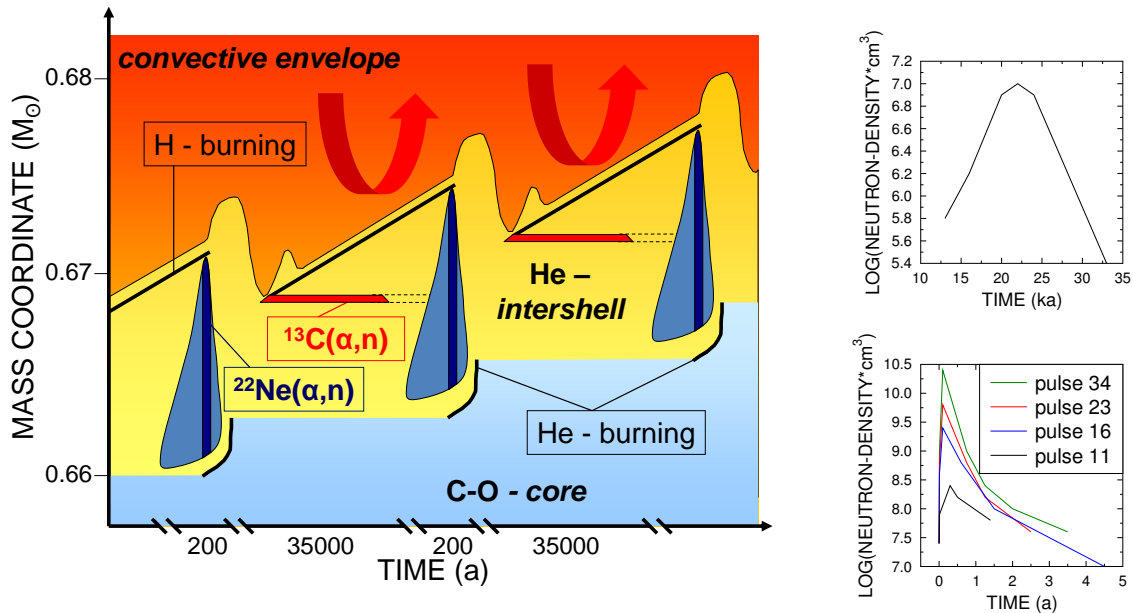 convective envelope
MASS COORDINATE (M☉)
0.68
0.67
0.66
H - burning
He –
intershell
¹³C(α,n)
²²Ne(α,n)
He - burning
C-O - core
200
35000
200
35000
TIME (a)
LOG(NEUTRON-DENSITY*cm³)
7.2
7.0
6.8
6.6
6.4
6.2
6.0
5.8
5.6
5.4
10 15 20 25 30 35
TIME (ka)
LOG(NEUTRON-DENSITY*cm³)
10.5
10.0
9.5
9.0
8.5
8.0
7.5
7.0
pulse 34
pulse 23
pulse 16
pulse 11
0 1 2 3 4 5
TIME (a)